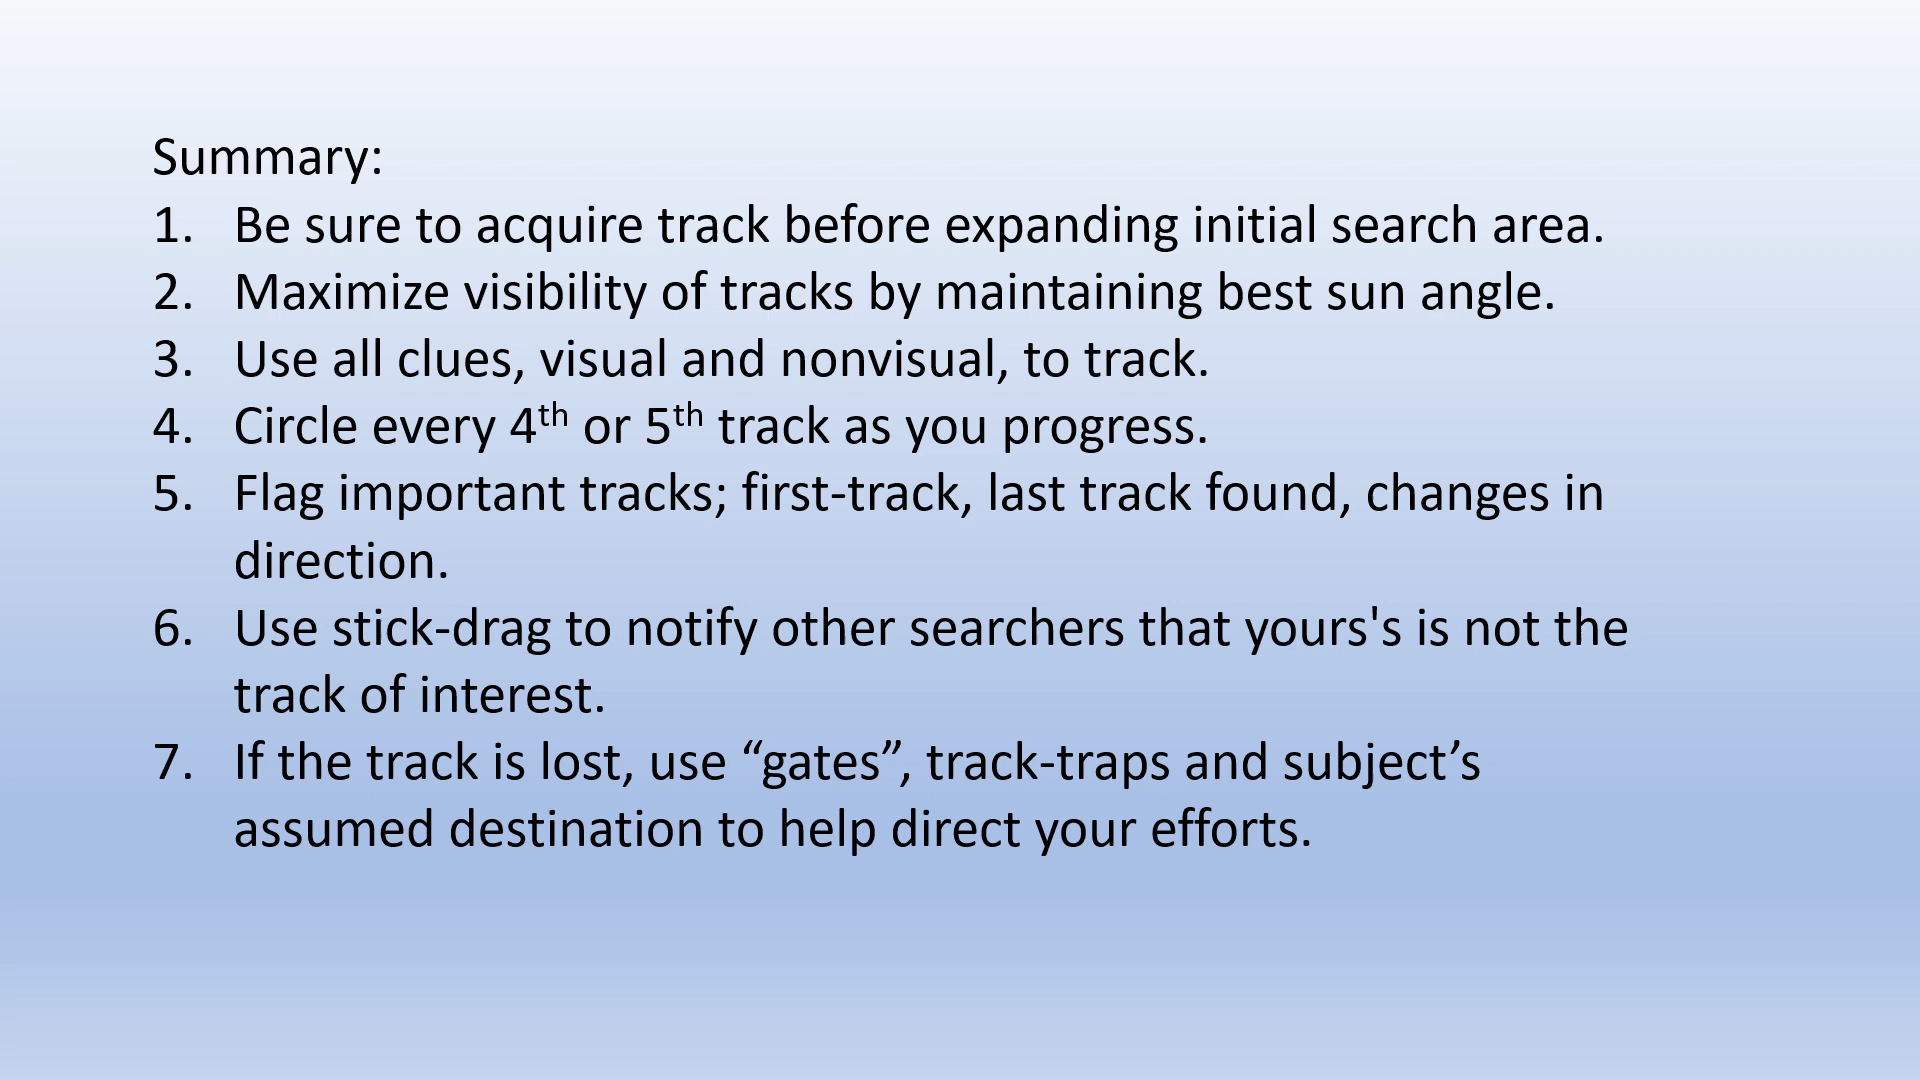 Summary:
1. Be sure to acquire track before expanding initial search area.
2. Maximize visibility of tracks by maintaining best sun angle.
3. Use all clues, visual and nonvisual, to track.
4. Circle every 4th or 5th track as you progress.
5. Flag important tracks; first-track, last track found, changes in
direction.
6. Use stick-drag to notify other searchers that yours's is not the
track of interest.
7. If the track is lost, use “gates”, track-traps and subject’s
assumed destination to help direct your efforts.